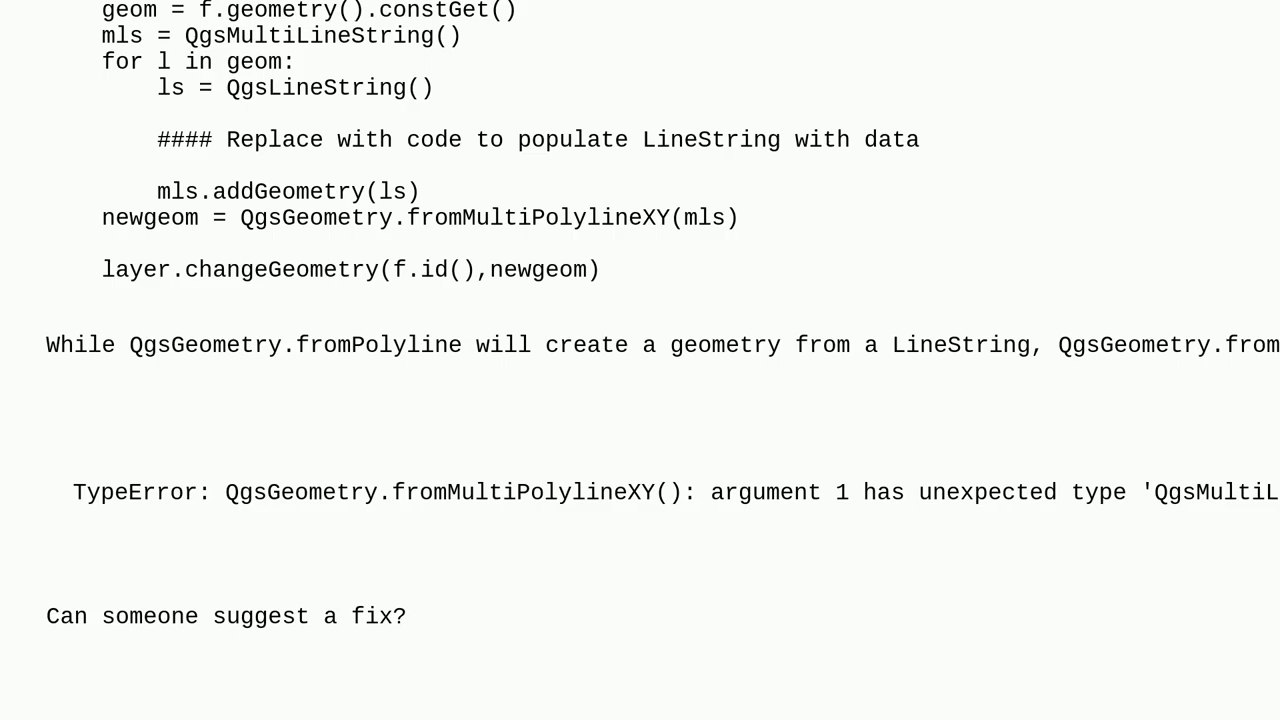 geom = f.geometry().constGet()
mls = QgsMultiLineString()
for l in geom:
ls = QgsLineString()
#### Replace with code to populate LineString with data
mls.addGeometry(ls)
newgeom = QgsGeometry.fromMultiPolylineXY(mls)
layer.changeGeometry(f.id(),newgeom)
While QgsGeometry.fromPolyline will create a geometry from a LineString, QgsGeometry.from
TypeError: QgsGeometry.fromMultiPolylineXY(): argument 1 has unexpected type 'QgsMultiL
Can someone suggest a fix?